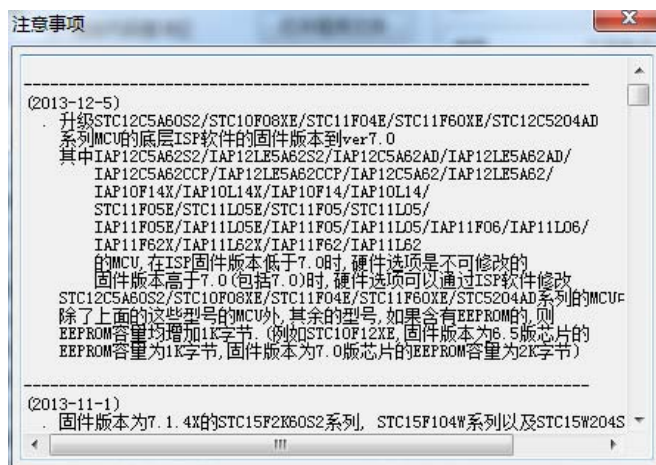 注意事项
(2013-12-5)
. 升级STC12C5A60S2/STC10F08XE/STC11F04E/STC11F60XE/STC12C5204AD
系列MCU的底层ISP软件的固件版本到ver7.0
其中IAP12C5A62S2/IAP12LE5A62S2/IAP12C5A62AD/IAP12LE5A62AD/
IAP12C5A62CCP/IAP12LE5A62CCP/IAP12C5A62/IAP12LE5A62/
IAP10F14X/IAP10L14X/IAP10F14/IAP10L14/
STC11F05E/STC11L05E/STC11F05/STC11L05/
IAP11F05E/IAP11L05E/IAP11F05/IAP11L05/IAP11F06/IAP11L06/
IAP11F62X/IAP11L62X/IAP11F62/IAP11L62
的MCU,在ISP固件版本低于7.0时,硬件选项是不可修改的
固件版本高于7.0(包括7.0)时,硬件选项可以通过ISP软件修改
STC12C5A60S2/STC10F08XE/STC11F04E/STC11F60XE/STC5204AD系列的MCU
除了上面的这些型号的MCU外,其余的型号,如果含有EEPROM的,则
EEPROM容量均增加1K字节. (例如STC10F12XE,固件版本为6.5版芯片的
EEPROM容量为1K字节,固件版本为7.0版芯片的EEPROM容量为2K字节)
(2013-11-1)
. 固件版本为7.1.4X的STC15F2K60S2系列, STC15F104W系列以及STC15W204S